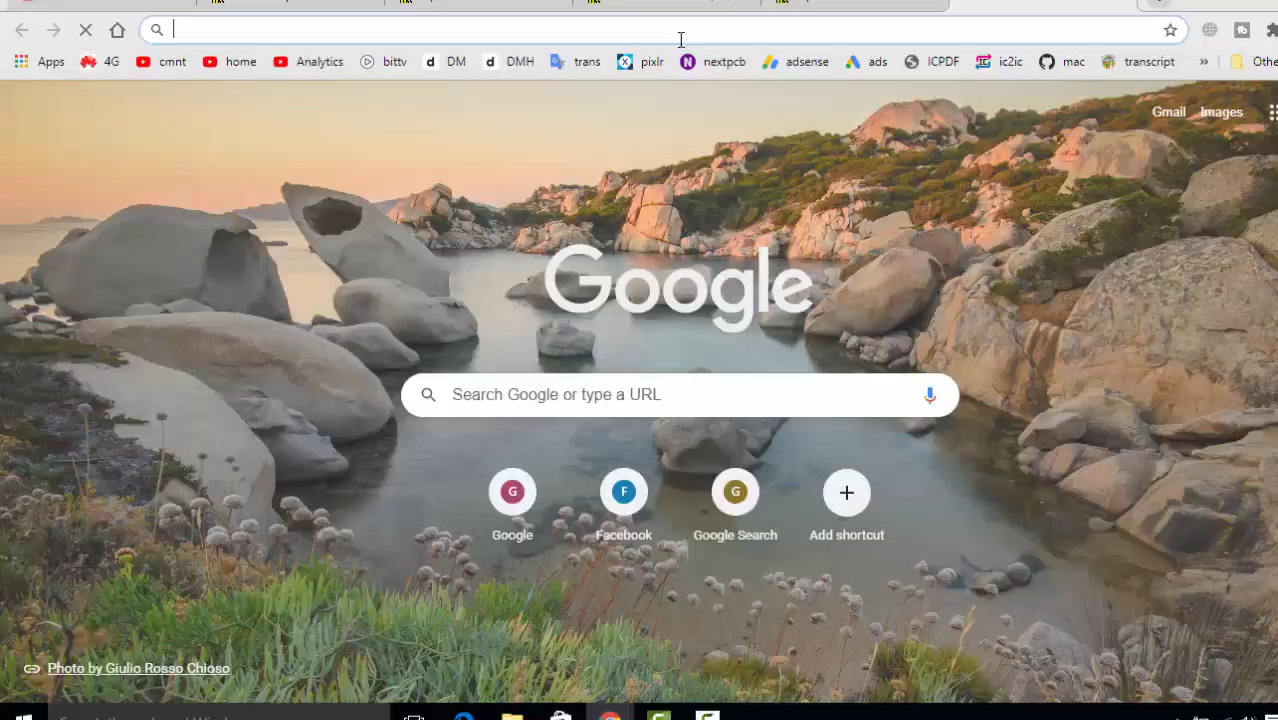 Apps 4G cmnt home Analytics bittv DM DMH trans pixlr nextpcb adsense ads ICPDF ic2ic mac transcript » Othe
Gmail Images
Google
Search Google or type a URL
G F G
Google Facebook Google Search Add shortcut
Photo by Giulio Rosso Chioso